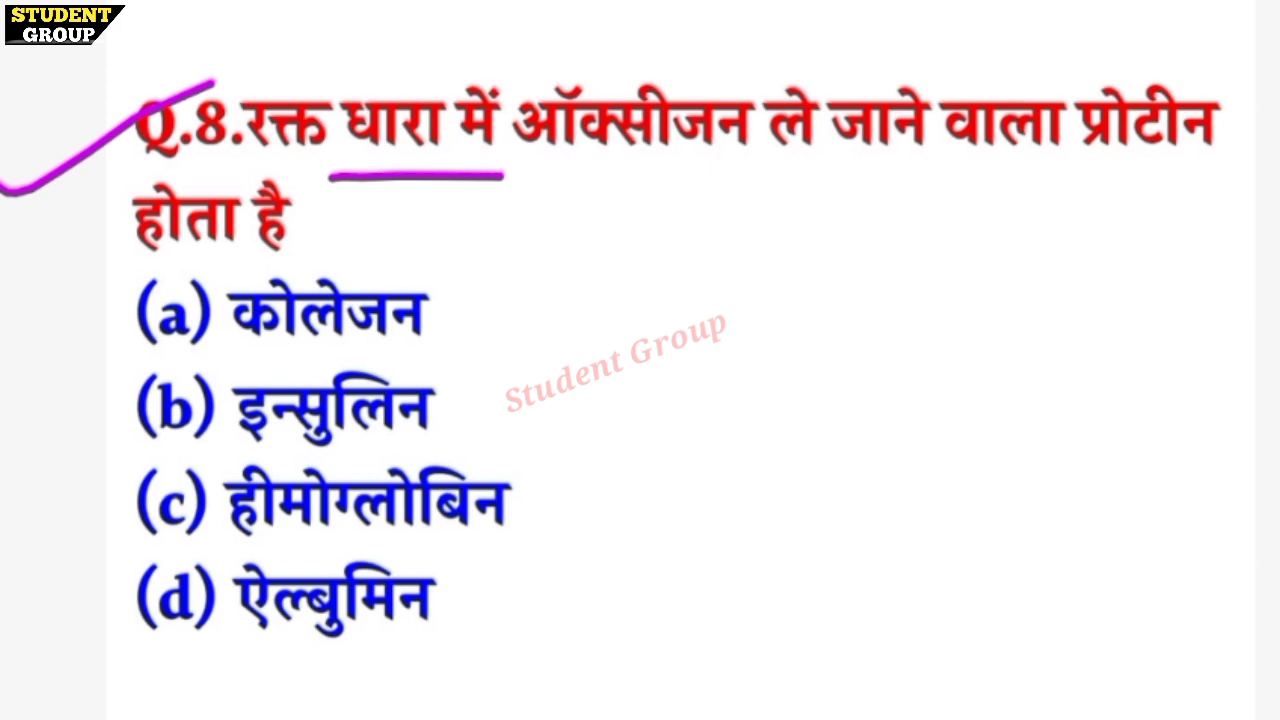 STUDENT
GROUP
Q.8.रक्त धारा में ऑक्सीजन ले जाने वाला प्रोटीन
होता है
(a) कोलेजन
(b) इन्सुलिन
Student Group
(c) हीमोग्लोबिन
(d) ऐल्बुमिन